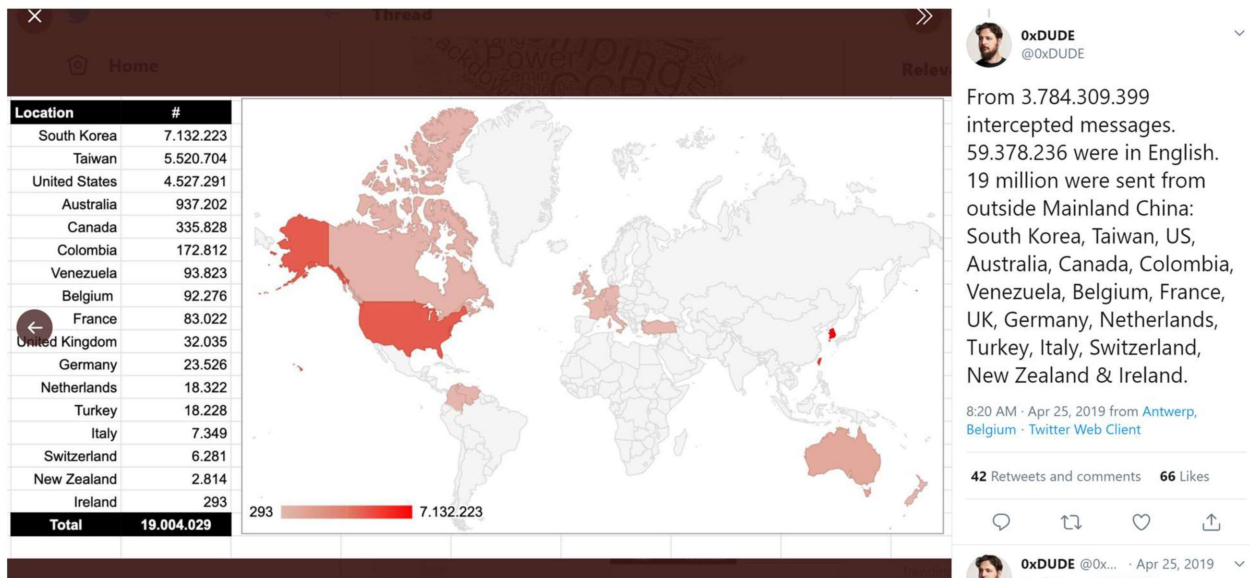 Thread
Home
Relev
Location #
South Korea 7.132.223
Taiwan 5.520.704
United States 4.527.291
Australia 937.202
Canada 335.828
Colombia 172.812
Venezuela 93.823
Belgium 92.276
France 83.022
United Kingdom 32.035
Germany 23.526
Netherlands 18.322
Turkey 18.228
Italy 7.349
Switzerland 6.281
New Zealand 2.814
Ireland 293
Total 19.004.029
293 7.132.223
0xDUDE
@0xDUDE
From 3.784.309.399
intercepted messages.
59.378.236 were in English.
19 million were sent from
outside Mainland China:
South Korea, Taiwan, US,
Australia, Canada, Colombia,
Venezuela, Belgium, France,
UK, Germany, Netherlands,
Turkey, Italy, Switzerland,
New Zealand & Ireland.
8:20 AM · Apr 25, 2019 from Antwerp,
Belgium · Twitter Web Client
42 Retweets and comments 66 Likes
0xDUDE @0x... · Apr 25, 2019